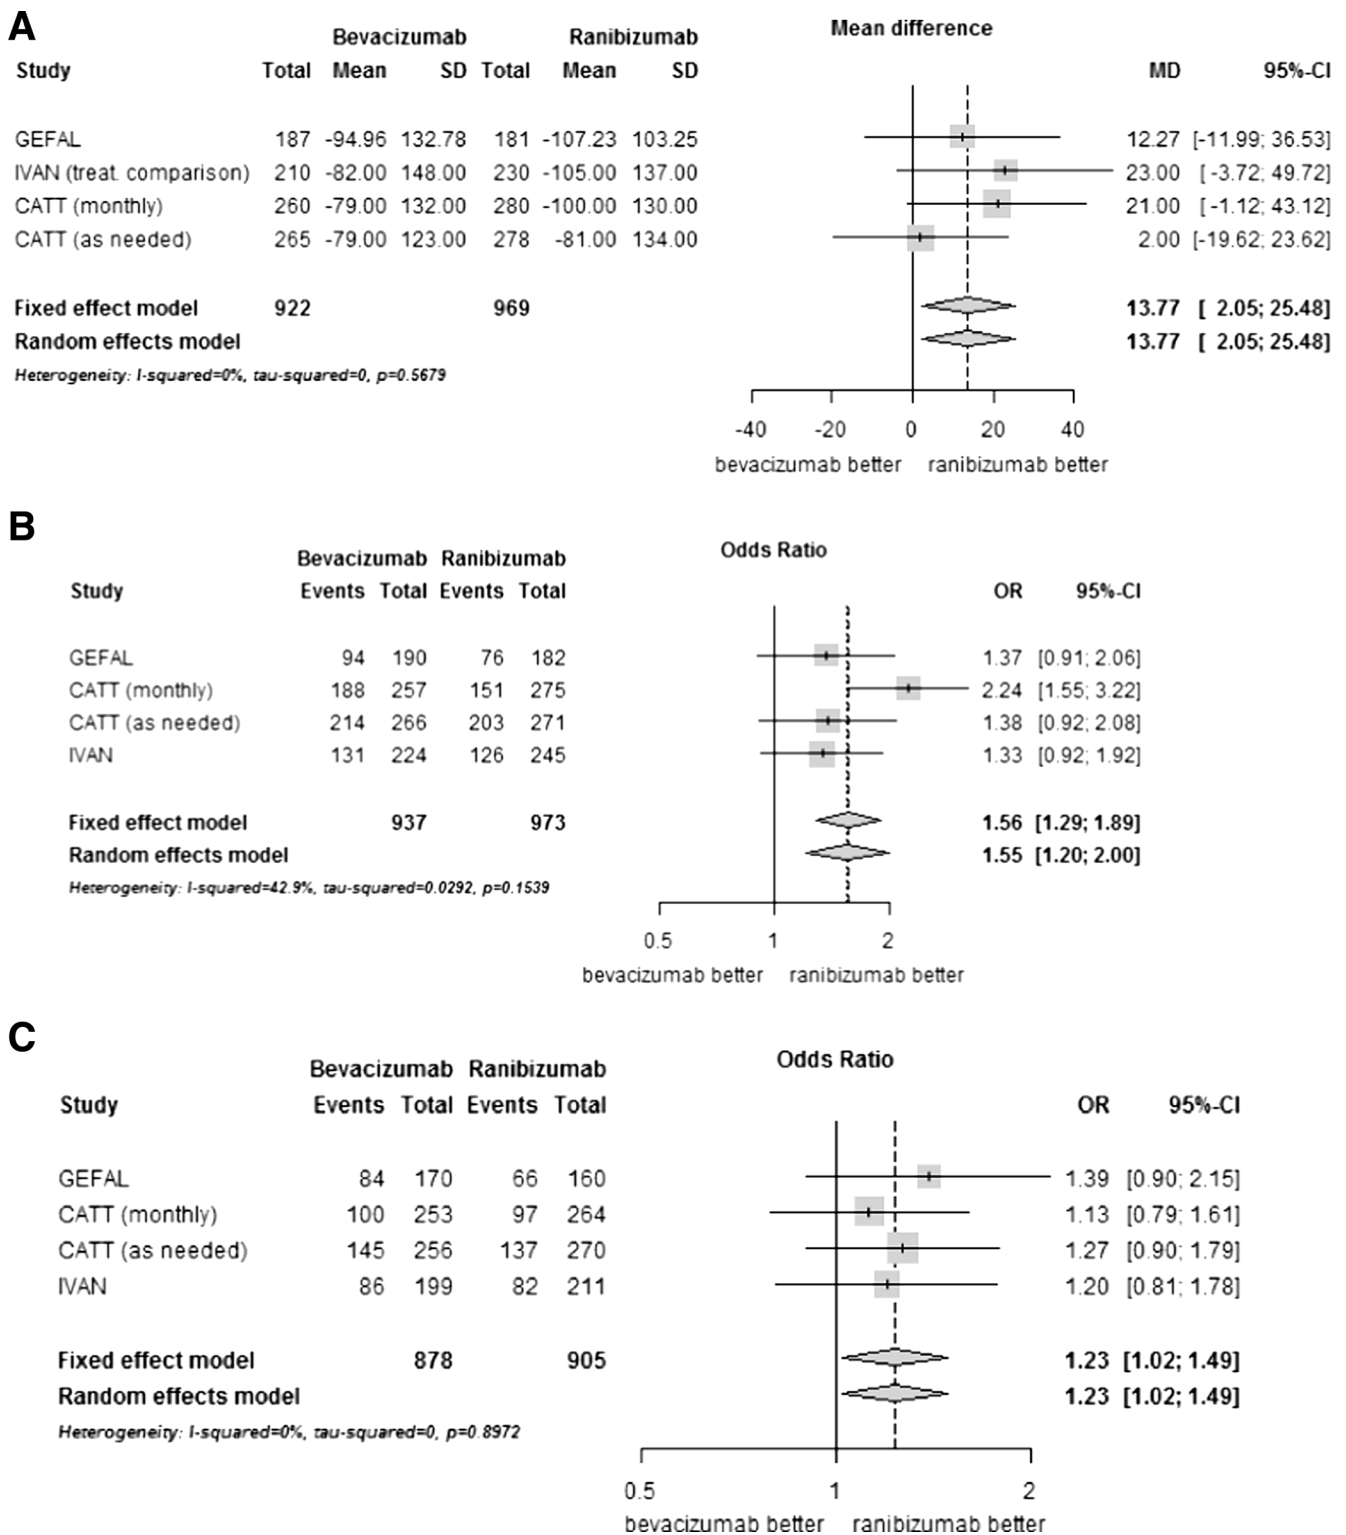 A
Bevacizumab Ranibizumab Mean difference
Study Total Mean SD Total Mean SD MD 95%-CI
GEFAL 187 -94.96 132.78 181 -107.23 103.25 12.27 [-11.99; 36.53]
IVAN (treat. comparison) 210 -82.00 148.00 230 -105.00 137.00 23.00 [ -3.72; 49.72]
CATT (monthly) 260 -79.00 132.00 280 -100.00 130.00 21.00 [ -1.12; 43.12]
CATT (as needed) 265 -79.00 123.00 278 -81.00 134.00 2.00 [-19.62; 23.62]
Fixed effect model 922 969 13.77 [ 2.05; 25.48]
Random effects model 13.77 [ 2.05; 25.48]
Heterogeneity: I-squared=0%, tau-squared=0, p=0.5679
-40 -20 0 20 40
bevacizumab better ranibizumab better
B
Bevacizumab Ranibizumab Odds Ratio
Study Events Total Events Total OR 95%-CI
GEFAL 94 190 76 182 1.37 [0.91; 2.06]
CATT (monthly) 188 257 151 275 2.24 [1.55; 3.22]
CATT (as needed) 214 266 203 271 1.38 [0.92; 2.08]
IVAN 131 224 126 245 1.33 [0.92; 1.92]
Fixed effect model 937 973 1.56 [1.29; 1.89]
Random effects model 1.55 [1.20; 2.00]
Heterogeneity: I-squared=42.9%, tau-squared=0.0292, p=0.1539
0.5 1 2
bevacizumab better ranibizumab better
C
Bevacizumab Ranibizumab Odds Ratio
Study Events Total Events Total OR 95%-CI
GEFAL 84 170 66 160 1.39 [0.90; 2.15]
CATT (monthly) 100 253 97 264 1.13 [0.79; 1.61]
CATT (as needed) 145 256 137 270 1.27 [0.90; 1.79]
IVAN 86 199 82 211 1.20 [0.81; 1.78]
Fixed effect model 878 905 1.23 [1.02; 1.49]
Random effects model 1.23 [1.02; 1.49]
Heterogeneity: I-squared=0%, tau-squared=0, p=0.8972
0.5 1 2
bevacizumab better ranibizumab better